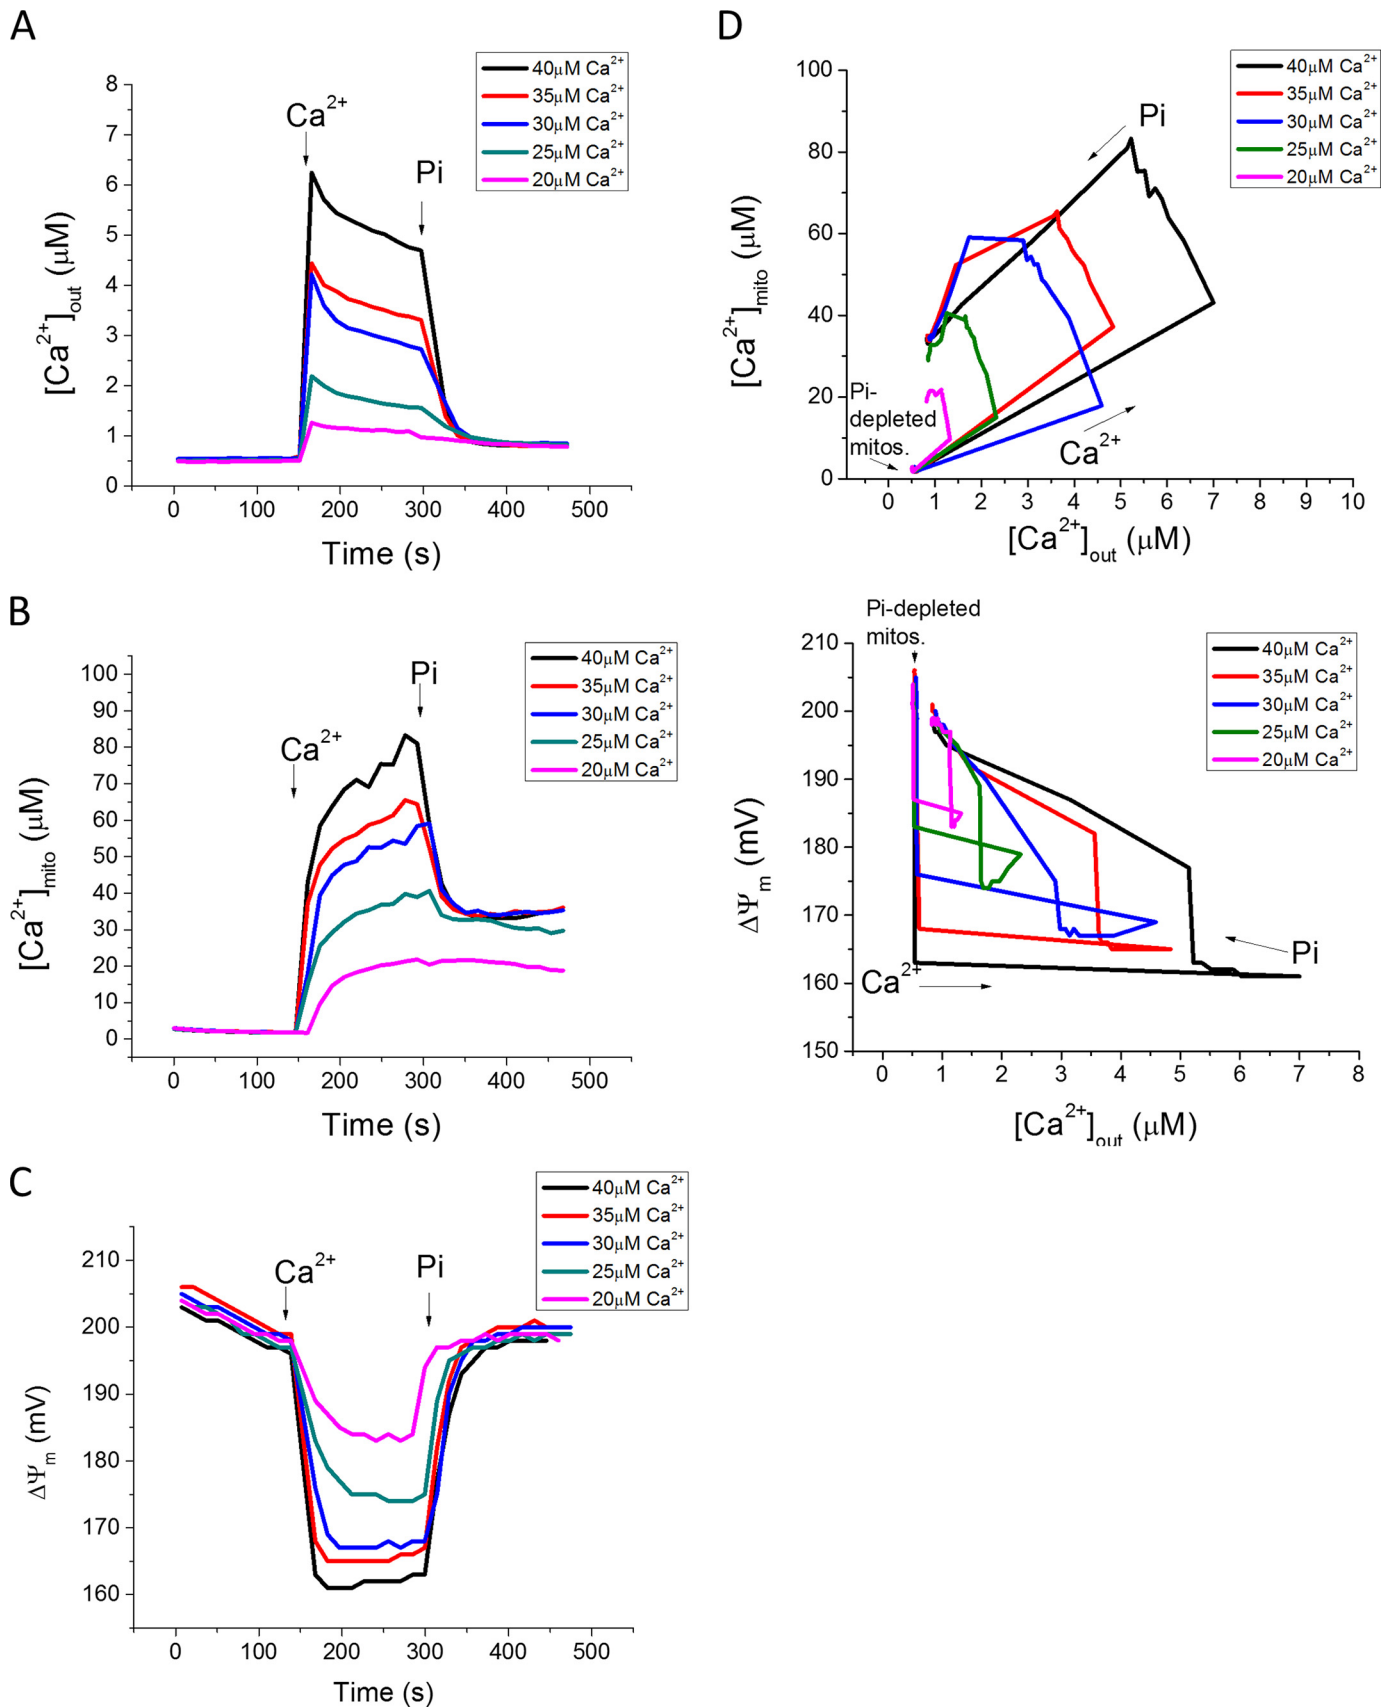 A
40μM Ca²⁺
35μM Ca²⁺
30μM Ca²⁺
25μM Ca²⁺
20μM Ca²⁺
Ca²⁺
Pi
8
7
6
5
4
3
2
1
0
[Ca²⁺]out (μM)
0 100 200 300 400 500
Time (s)
B
40μM Ca²⁺
35μM Ca²⁺
30μM Ca²⁺
25μM Ca²⁺
20μM Ca²⁺
Ca²⁺
Pi
100
90
80
70
60
50
40
30
20
10
0
[Ca²⁺]mito (μM)
0 100 200 300 400 500
Time (s)
C
40μM Ca²⁺
35μM Ca²⁺
30μM Ca²⁺
25μM Ca²⁺
20μM Ca²⁺
Ca²⁺
Pi
210
200
190
180
170
160
ΔΨm (mV)
0 100 200 300 400 500
Time (s)
D
40μM Ca²⁺
35μM Ca²⁺
30μM Ca²⁺
25μM Ca²⁺
20μM Ca²⁺
Pi
100
80
60
40
20
0
[Ca²⁺]mito (μM)
Pi-
depleted
mitos.
Ca²⁺
0 1 2 3 4 5 6 7 8 9 10
[Ca²⁺]out (μM)
Pi-depleted
mitos.
40μM Ca²⁺
35μM Ca²⁺
30μM Ca²⁺
25μM Ca²⁺
20μM Ca²⁺
210
200
190
180
170
160
150
ΔΨm (mV)
Pi
Ca²⁺
0 1 2 3 4 5 6 7 8
[Ca²⁺]out (μM)